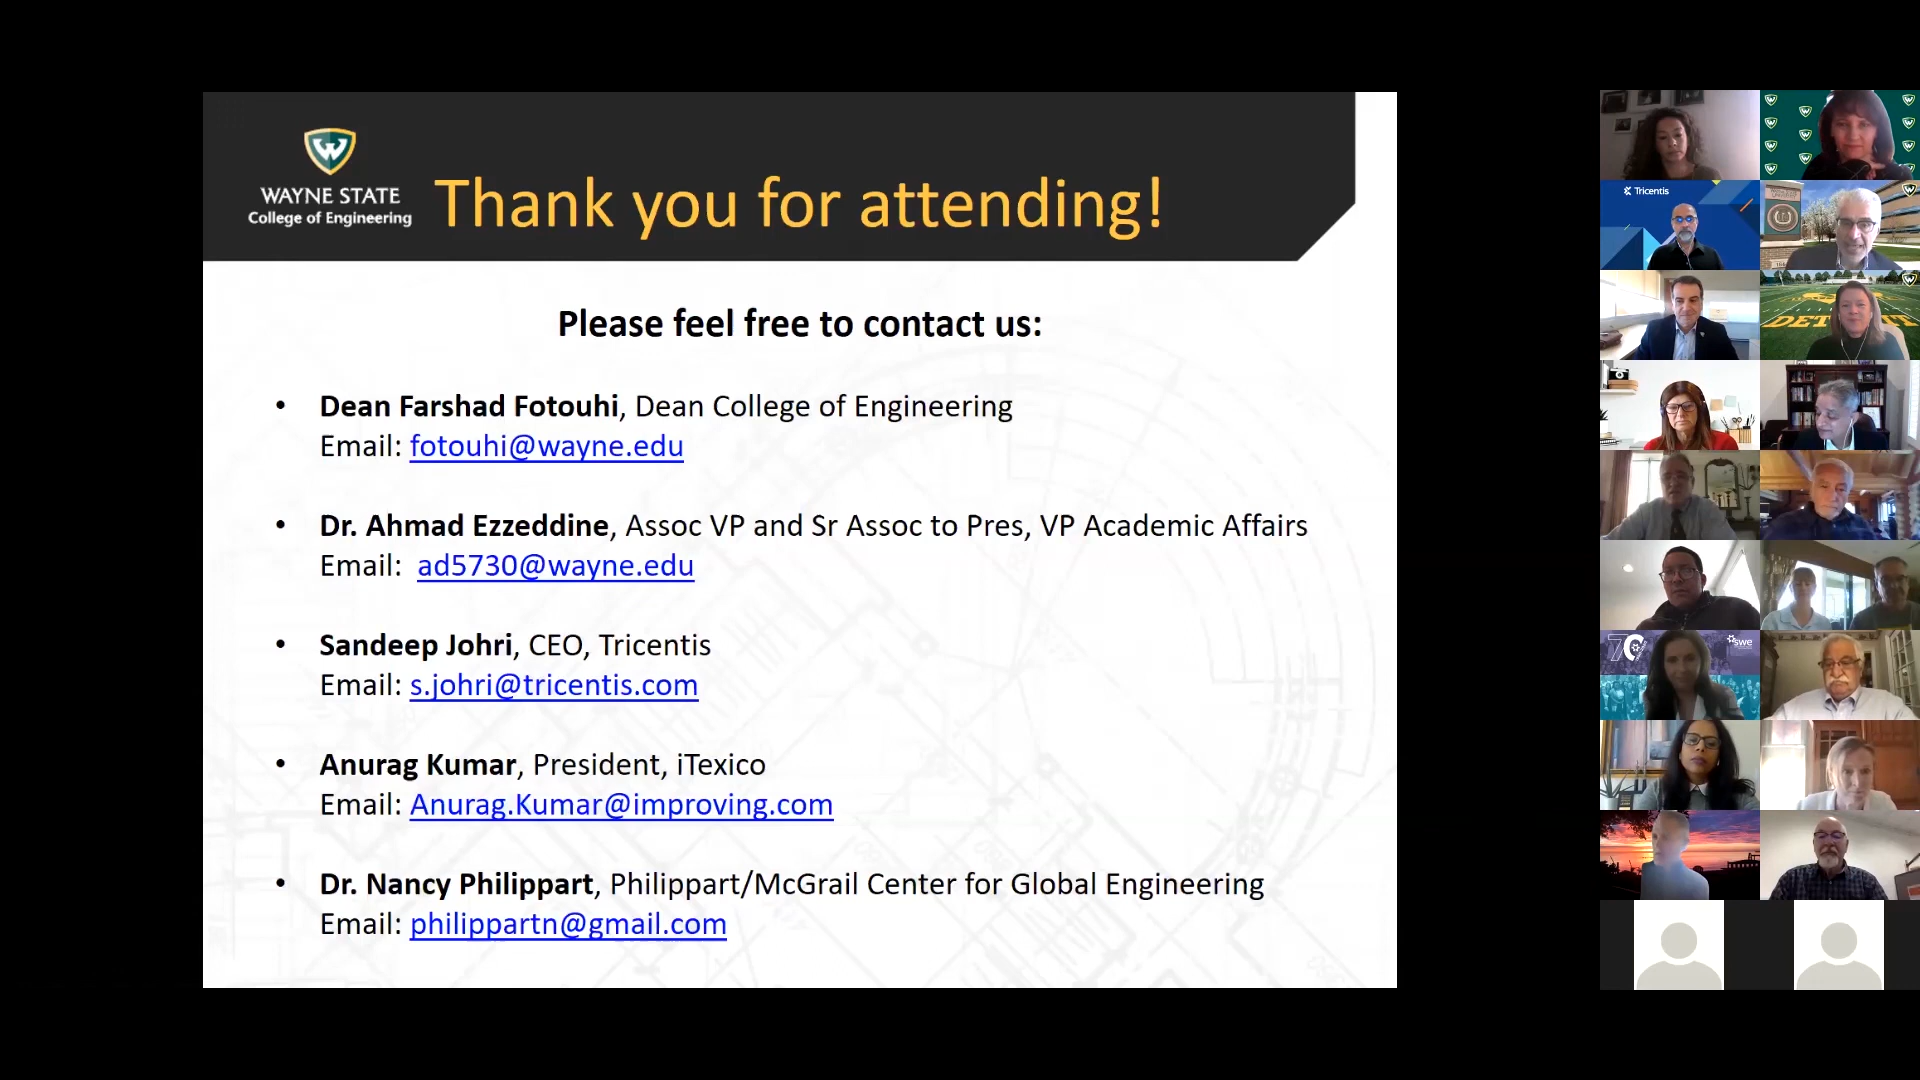 WAYNE STATE
College of Engineering
Thank you for attending!
Please feel free to contact us:
• Dean Farshad Fotouhi, Dean College of Engineering
Email: fotouhi@wayne.edu
• Dr. Ahmad Ezzeddine, Assoc VP and Sr Assoc to Pres, VP Academic Affairs
Email: ad5730@wayne.edu
• Sandeep Johri, CEO, Tricentis
Email: s.johri@tricentis.com
• Anurag Kumar, President, iTexico
Email: Anurag.Kumar@improving.com
• Dr. Nancy Philippart, Philippart/McGrail Center for Global Engineering
Email: philippartn@gmail.com
Tricentis
DETROIT
70
swe